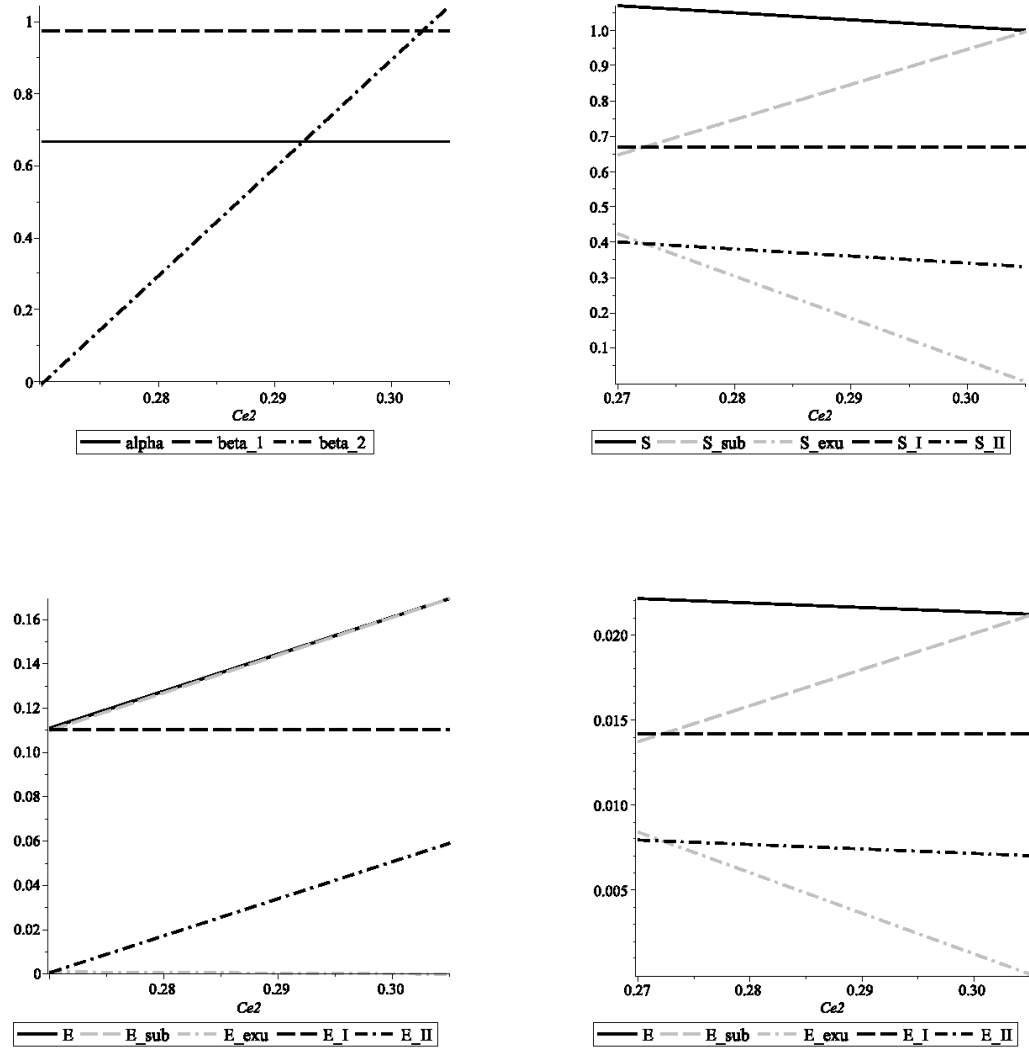 1
0.8
0.6
0.4
0.2
0
0.28 0.29 0.30
Ce2
alpha beta_1 beta_2
1.0
0.9
0.8
0.7
0.6
0.5
0.4
0.3
0.2
0.1
0.27 0.28 0.29 0.30
Ce2
S S_sub S_exu S_I S_II
0.16
0.14
0.12
0.10
0.08
0.06
0.04
0.02
0
0.28 0.29 0.30
Ce2
E E_sub E_exu E_I E_II
0.020
0.015
0.010
0.005
0.27 0.28 0.29 0.30
Ce2
E E_sub E_exu E_I E_II